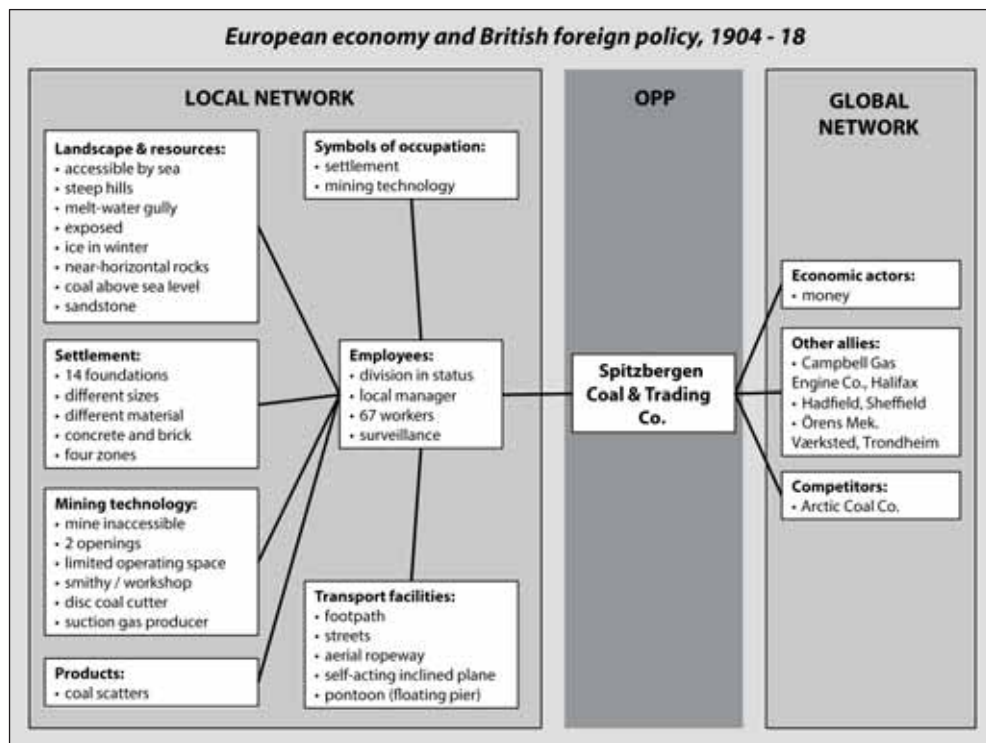 European economy and British foreign policy, 1904 - 18
LOCAL NETWORK
Landscape & resources:
• accessible by sea
• steep hills
• melt-water gully
• exposed
• ice in winter
• near-horizontal rocks
• coal above sea level
• sandstone
Settlement:
• 14 foundations
• different sizes
• different material
• concrete and brick
• four zones
Mining technology:
• mine inaccessible
• 2 openings
• limited operating space
• smithy / workshop
• disc coal cutter
• suction gas producer
Products:
• coal scatters
Symbols of occupation:
• settlement
• mining technology
Employees:
• division in status
• local manager
• 67 workers
• surveillance
Transport facilities:
• footpath
• streets
• aerial ropeway
• self-acting inclined plane
• pontoon (floating pier)
OPP
Spitzbergen
Coal & Trading
Co.
GLOBAL
NETWORK
Economic actors:
• money
Other allies:
• Campbell Gas
Engine Co., Halifax
• Hadfield, Sheffield
• Örens Mek.
Værksted, Trondheim
Competitors:
• Arctic Coal Co.